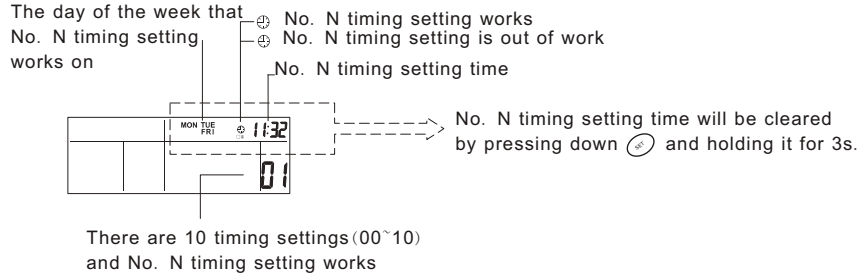 The day of the week that
No. N timing setting
works on
No. N timing setting works
No. N timing setting is out of work
No. N timing setting time
MON TUE
FRI
11:32
01
No. N timing setting time will be cleared
by pressing down SET and holding it for 3s.
There are 10 timing settings(00~10)
and No. N timing setting works